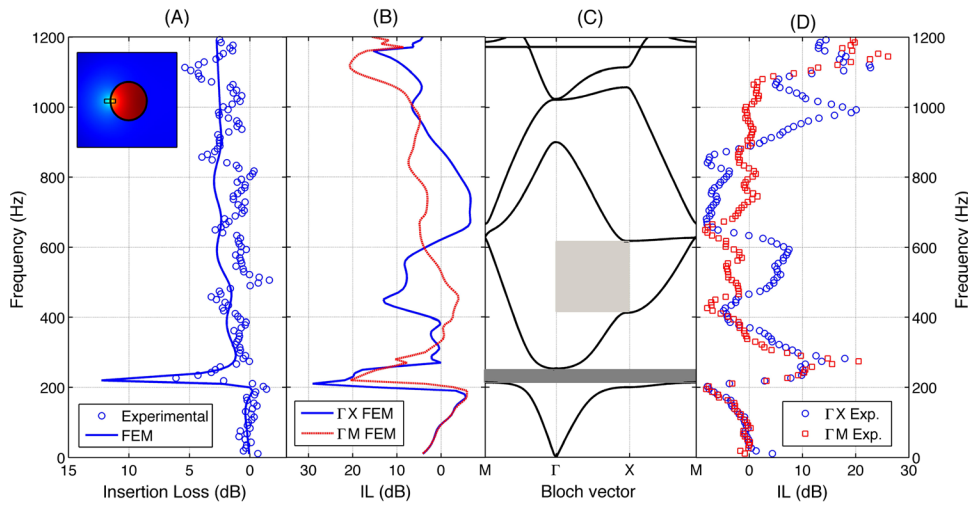 (A)
(B)
(C)
(D)
Frequency (Hz)
1200
1000
800
600
400
200
0
Experimental
FEM
15
10
5
0
Insertion Loss (dB)
ΓX FEM
ΓM FEM
30
20
10
0
IL (dB)
M
Γ
X
M
Bloch vector
ΓX Exp.
ΓM Exp.
0
10
20
30
IL (dB)
1200
1000
800
600
400
200
0
Frequency (Hz)